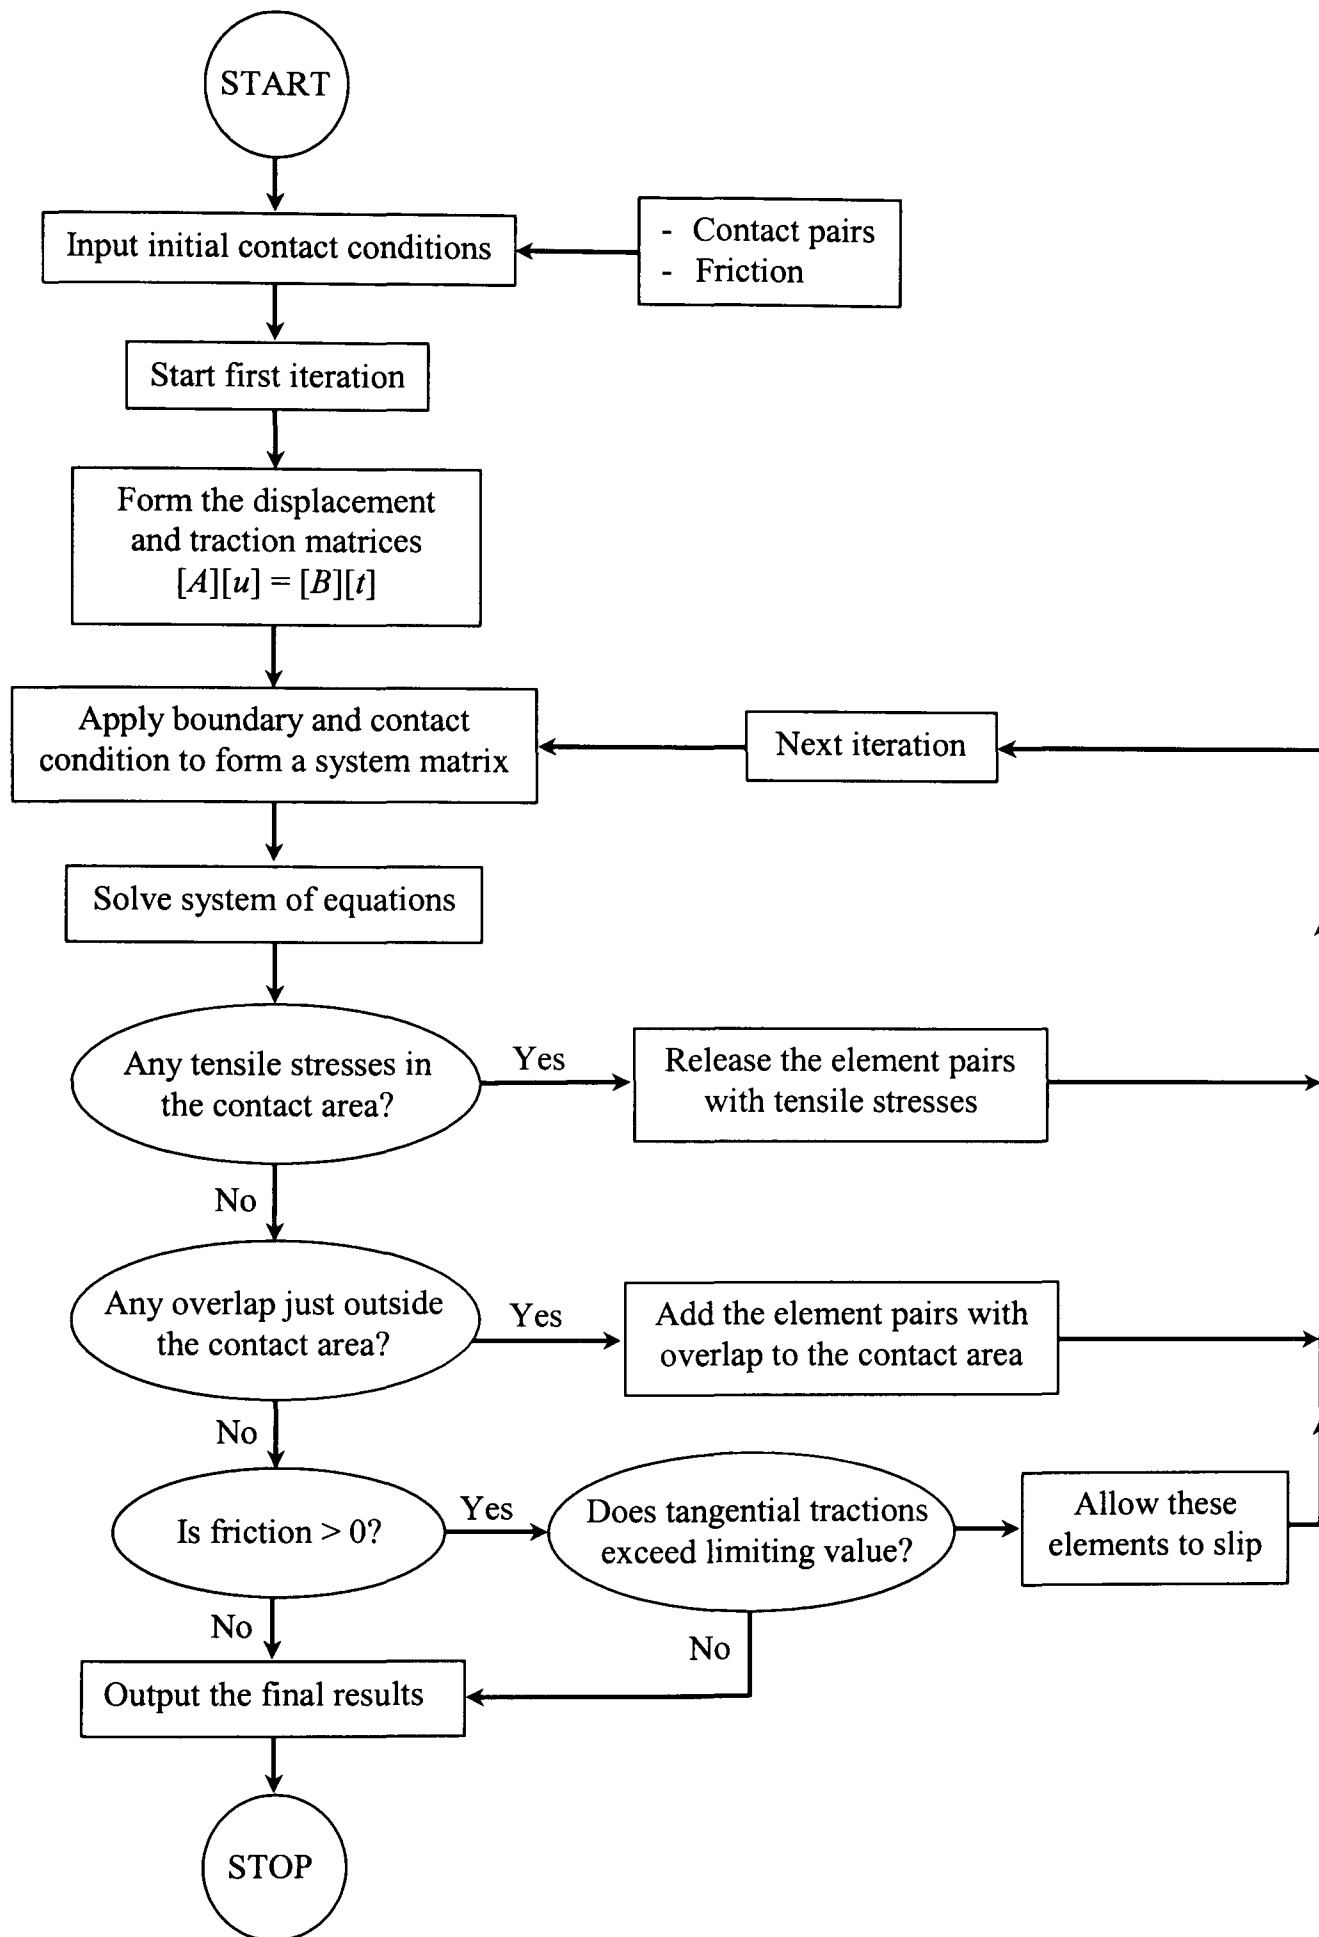 START
Input initial contact conditions
- Contact pairs
- Friction
Start first iteration
Form the displacement
and traction matrices
[A][u] = [B][t]
Apply boundary and contact
condition to form a system matrix
Next iteration
Solve system of equations
Any tensile stresses in
the contact area?
Yes
Release the element pairs
with tensile stresses
No
Any overlap just outside
the contact area?
Yes
Add the element pairs with
overlap to the contact area
No
Is friction > 0?
Yes
Does tangential tractions
exceed limiting value?
Allow these
elements to slip
No
No
Output the final results
STOP